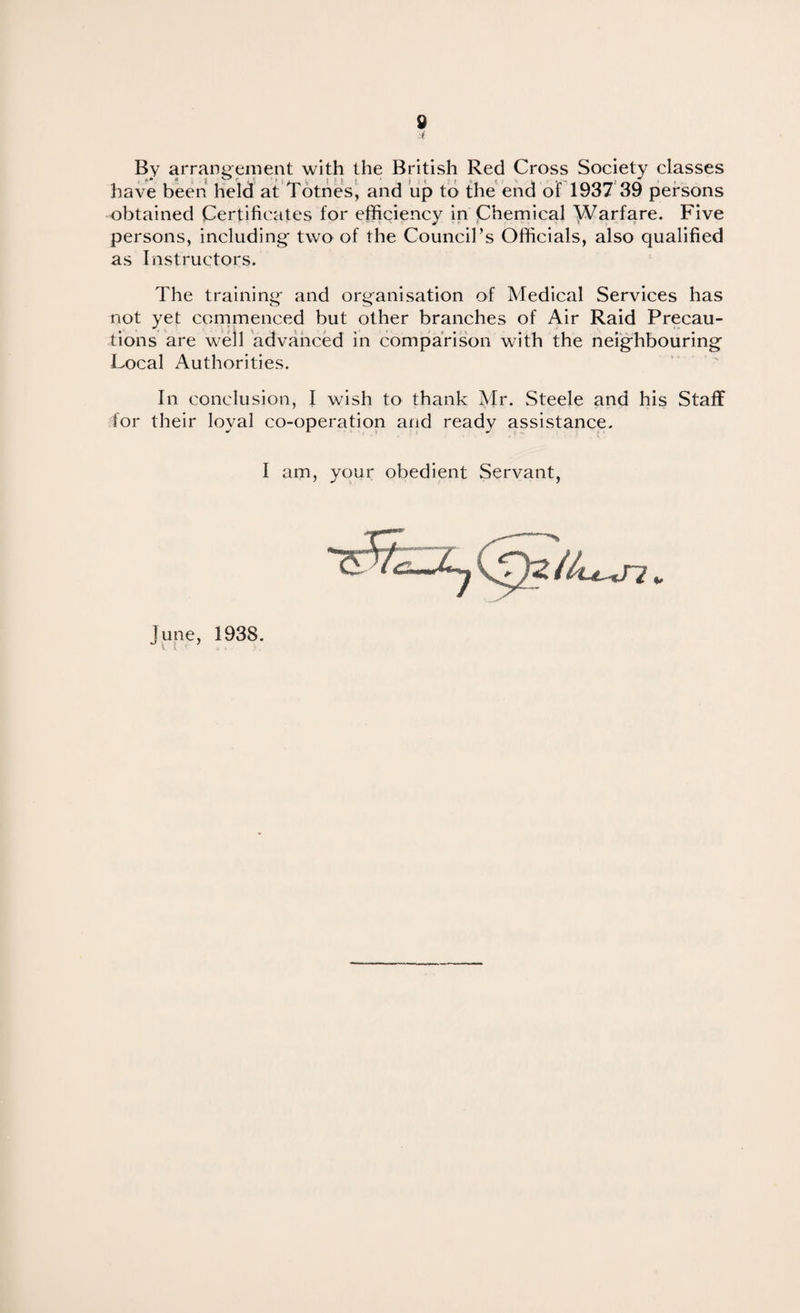 9
By arrangement with the British Red Cross Society classes
have been held at Totnes, and up to the end of 1937 39 persons
obtained Certificates for efficiency in Chemical Warfare. Five
persons, including two of the Council's Officials, also qualified
as Instructors.
The training and organisation of Medical Services has
not yet commenced but other branches of Air Raid Precau-
tions are well advanced in comparison with the neighbouring
Local Authorities.
In conclusion, I wish to thank Mr. Steele and his Staff
for their loyal co-operation and ready assistance.
I am, your obedient Servant,
June, 1938.